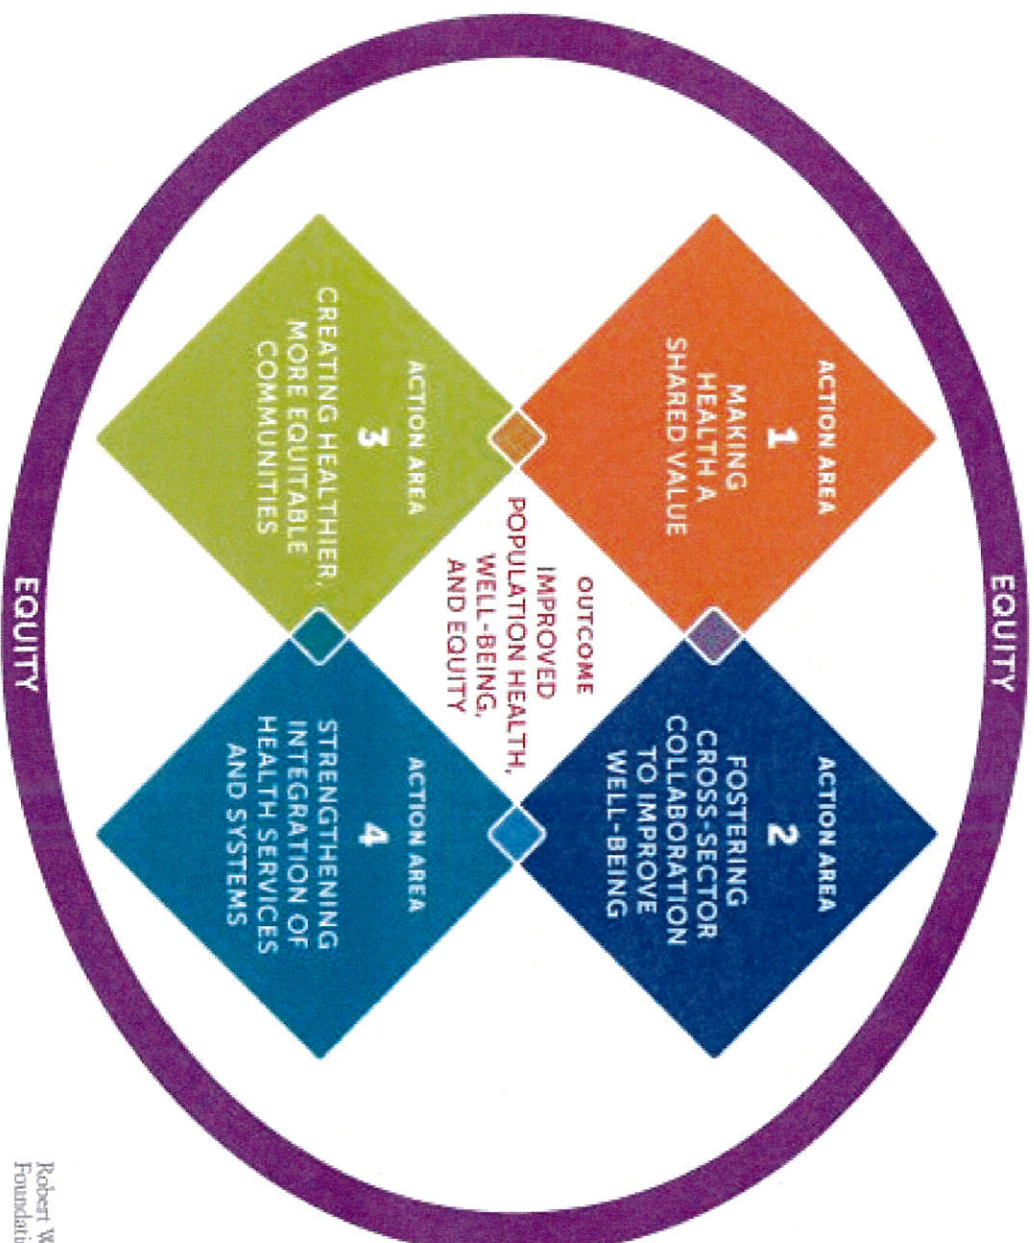 EQUITY
ACTION AREA
1
MAKING
HEALTH A
SHARED VALUE
ACTION AREA
2
FOSTERING
CROSS-SECTOR
COLLABORATION
TO IMPROVE
WELL-BEING
OUTCOME
IMPROVED
POPULATION HEALTH,
WELL-BEING,
AND EQUITY
ACTION AREA
3
CREATING HEALTHIER,
MORE EQUITABLE
COMMUNITIES
ACTION AREA
4
STRENGTHENING
INTEGRATION OF
HEALTH SERVICES
AND SYSTEMS
EQUITY
Robert